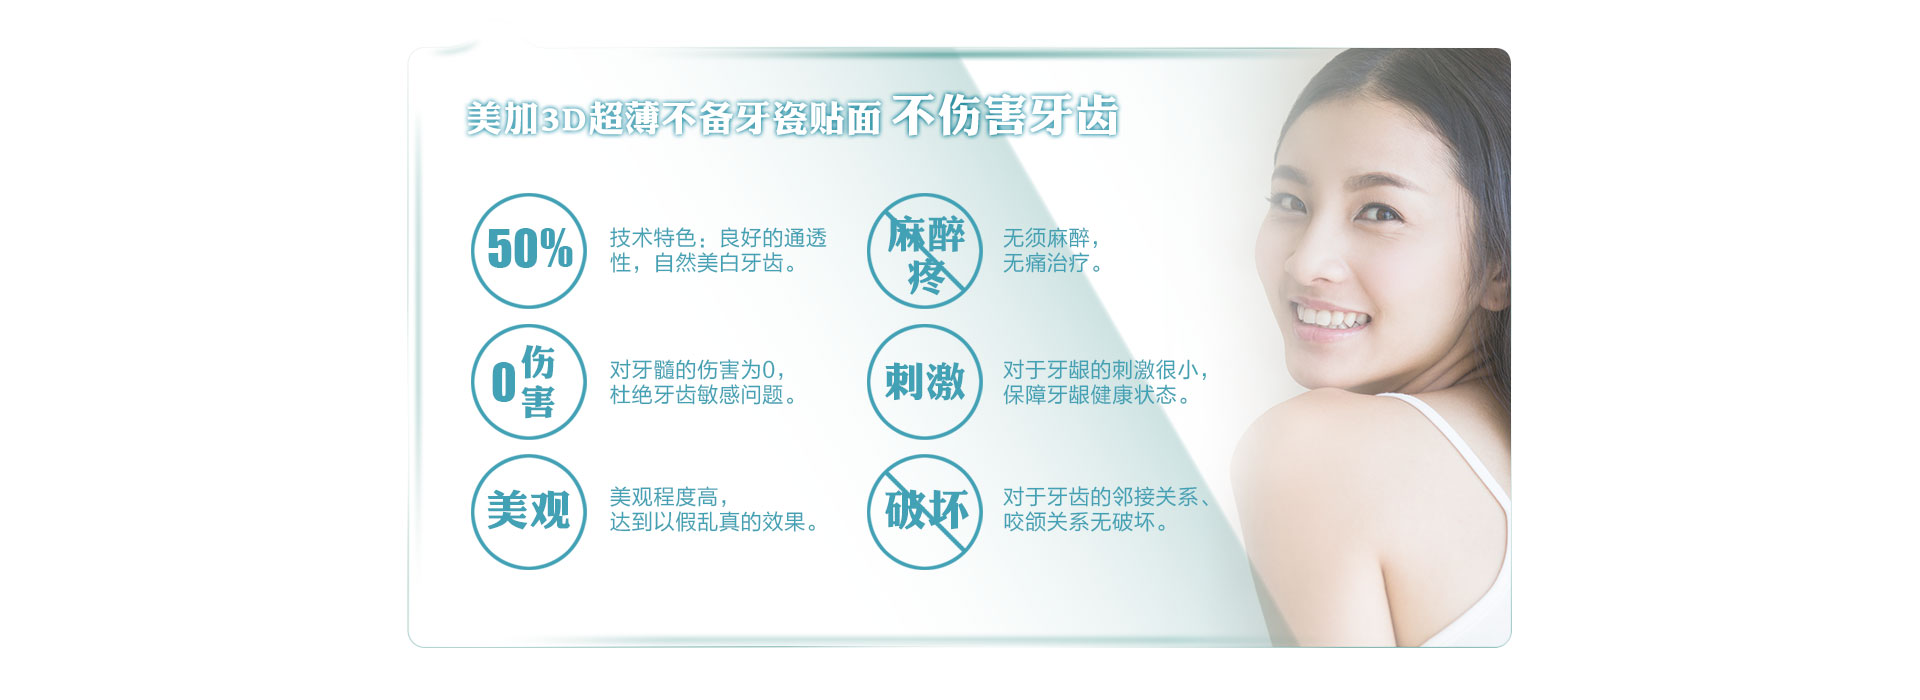 美加3D超薄不备牙瓷贴面 不伤害牙齿
50%
技术特色：良好的通透
性，自然美白牙齿。
麻醉
疼
无须麻醉，
无痛治疗。
0伤
害
对牙髓的伤害为0，
杜绝牙齿敏感问题。
刺激
对于牙龈的刺激很小，
保障牙龈健康状态。
美观
美观程度高，
达到以假乱真的效果。
破坏
对于牙齿的邻接关系、
咬颌关系无破坏。